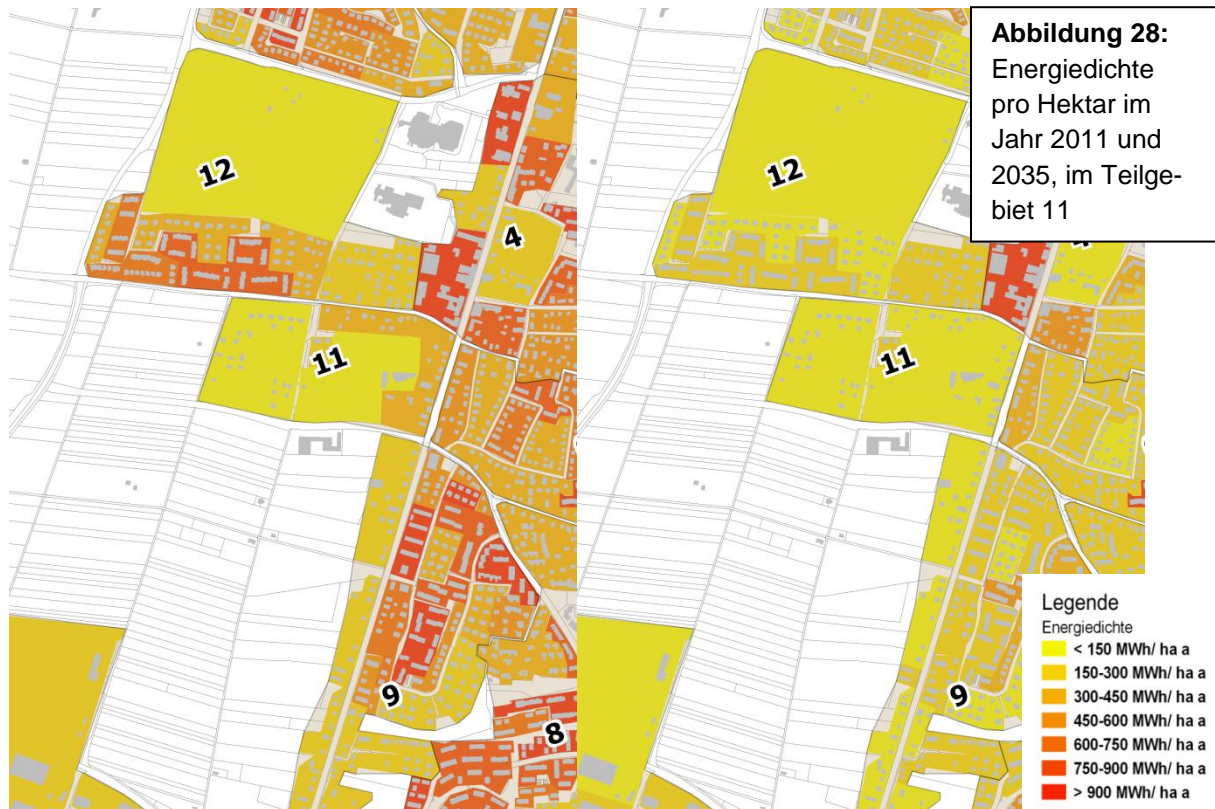 Abbildung 28:
Energiedichte
pro Hektar im
Jahr 2011 und
2035, im Teilge-
biet 11
12
4
11
9
8
12
11
9
Legende
Energiedichte
< 150 MWh/ ha a
150-300 MWh/ ha a
300-450 MWh/ ha a
450-600 MWh/ ha a
600-750 MWh/ ha a
750-900 MWh/ ha a
> 900 MWh/ ha a